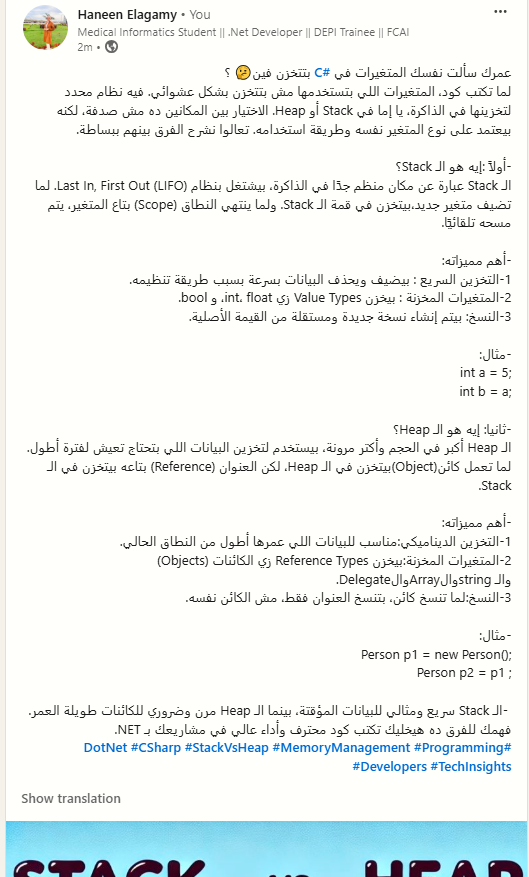 Haneen Elagamy • You
Medical Informatics Student || .Net Developer || DEPI Trainee || FCAI
2m •
عمرك سألت نفسك المتغيرات في C# بتتخزن فين🤔 ؟
لما تكتب كود، المتغيرات اللي بتستخدمها مش بتتخزن بشكل عشوائي. فيه نظام محدد
لتخزينها في الذاكرة، يا إما في Stack أو Heap. الاختيار بين المكانين ده مش صدفة، لكنه
بيعتمد على نوع المتغير نفسه وطريقة استخدامه. تعالوا نشرح الفرق بينهم ببساطة.
-أولاً :إيه هو الـ Stack؟
الـ Stack عبارة عن مكان منظم جدًا في الذاكرة، بيشتغل بنظام Last In, First Out (LIFO). لما
تضيف متغير جديد،بيتخزن في قمة الـ Stack. ولما ينتهي النطاق (Scope) بتاع المتغير، يتم
مسحه تلقائيًا.
-أهم مميزاته:
1-التخزين السريع : بيضيف ويحذف البيانات بسرعة بسبب طريقة تنظيمه.
2-المتغيرات المخزنة : بيخزن Value Types زي int، float، و bool.
3-النسخ: بيتم إنشاء نسخة جديدة ومستقلة من القيمة الأصلية.
-مثال:
int a = 5;
int b = a;
-ثانيا: إيه هو الـ Heap؟
الـ Heap أكبر في الحجم وأكتر مرونة، بيستخدم لتخزين البيانات اللي بتحتاج تعيش لفترة أطول.
لما تعمل كائن(Object)بيتخزن في الـ Heap، لكن العنوان (Reference) بتاعه بيتخزن في الـ
Stack.
-أهم مميزاته:
1-التخزين الديناميكي:مناسب للبيانات اللي عمرها أطول من النطاق الحالي.
2-المتغيرات المخزنة:بيخزن Reference Types زي الكائنات (Objects)
والـ stringوالـArrayوالـDelegate.
3-النسخ:لما تنسخ كائن، بتنسخ العنوان فقط، مش الكائن نفسه.
-مثال:
Person p1 = new Person();
Person p2 = p1 ;
-الـ Stack سريع ومثالي للبيانات المؤقتة، بينما الـ Heap مرن وضروري للكائنات طويلة العمر.
فهمك للفرق ده هيخليك تكتب كود محترف وأداء عالي في مشاريعك بـ NET.
DotNet #CSharp #StackVsHeap #MemoryManagement #Programming#
#Developers #TechInsights
Show translation
STACK vs HEAP